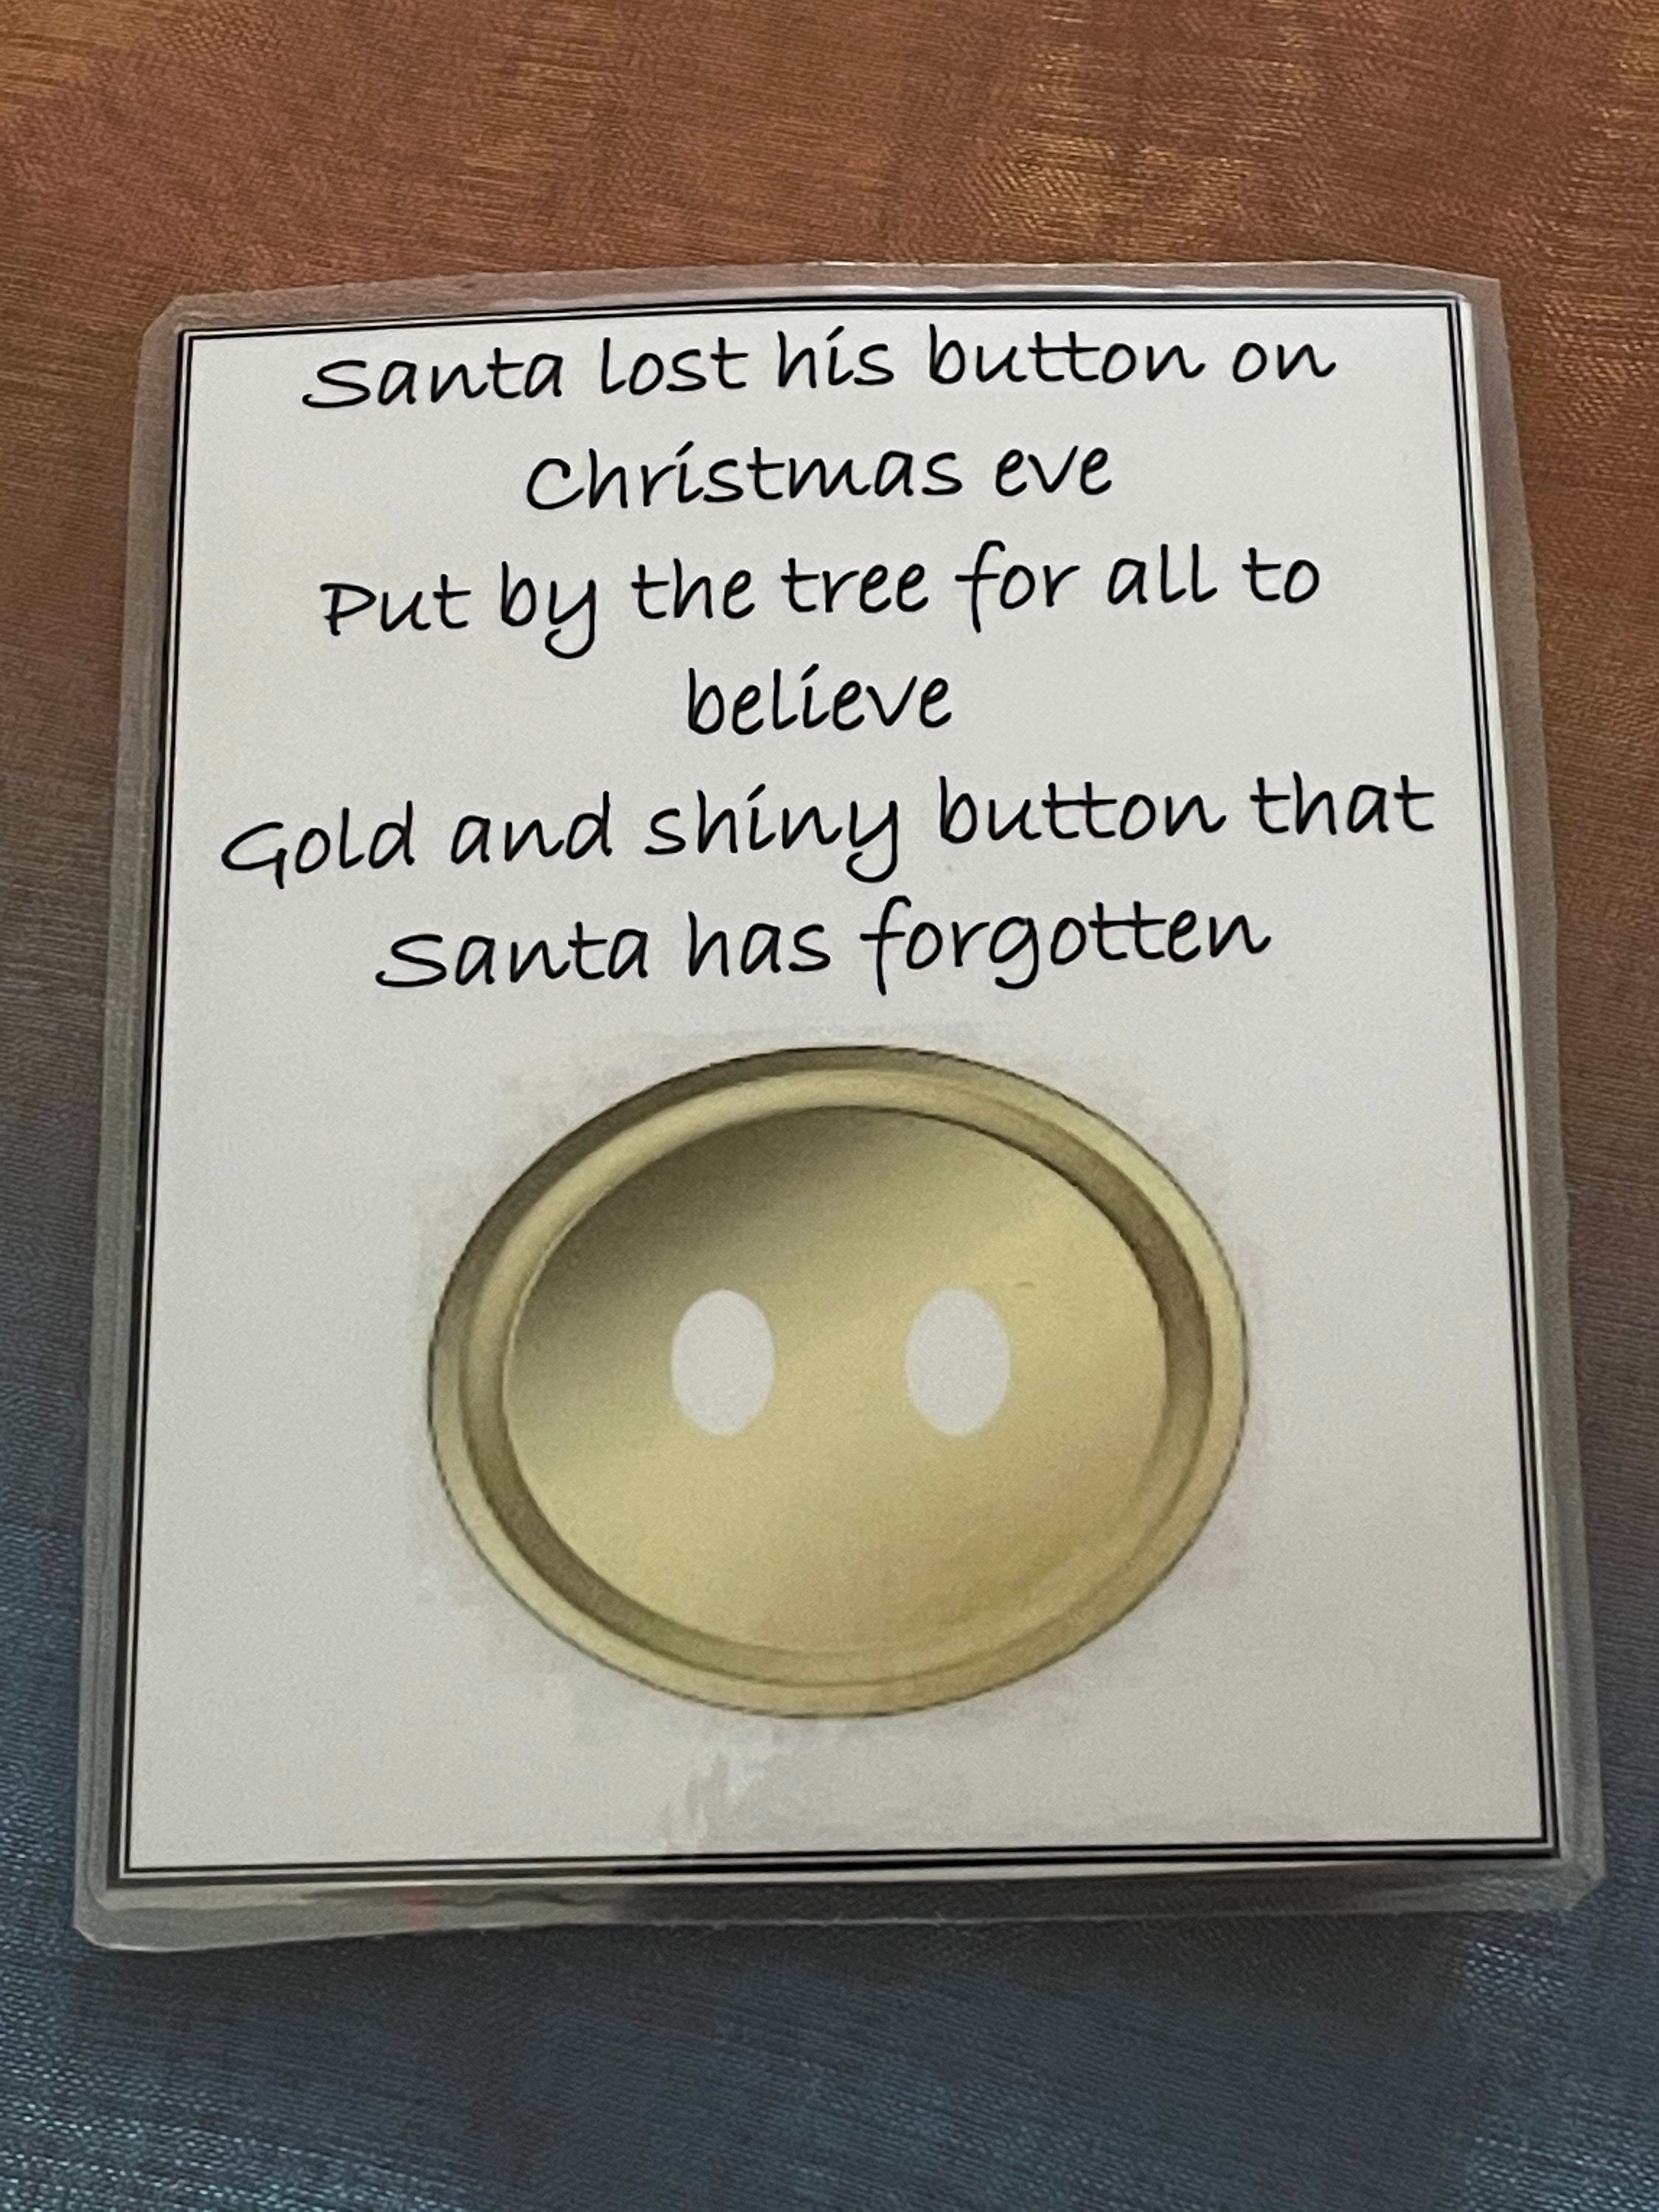 Santa lost his button on
Christmas eve
Put by the tree for all to
believe
Gold and shiny button that
Santa has forgotten